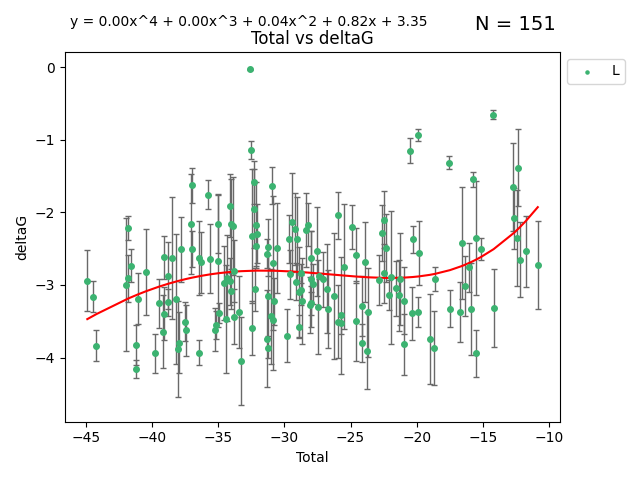 y = 0.00x^4 + 0.00x^3 + 0.04x^2 + 0.82x + 3.35
N = 151
Total vs deltaG
L
deltaG
0
−1
−2
−3
−4
−45 −40 −35 −30 −25 −20 −15 −10
Total